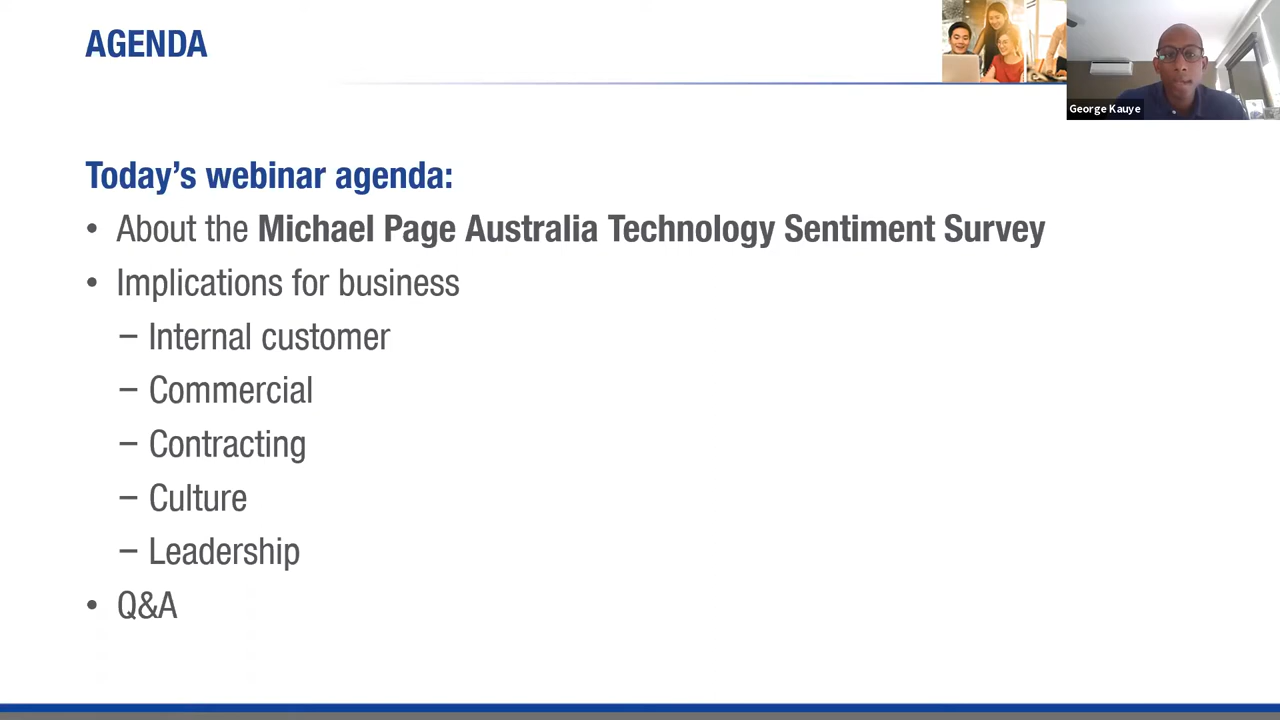 AGENDA
George Kauye
Today’s webinar agenda:
• About the Michael Page Australia Technology Sentiment Survey
• Implications for business
– Internal customer
– Commercial
– Contracting
– Culture
– Leadership
• Q&A